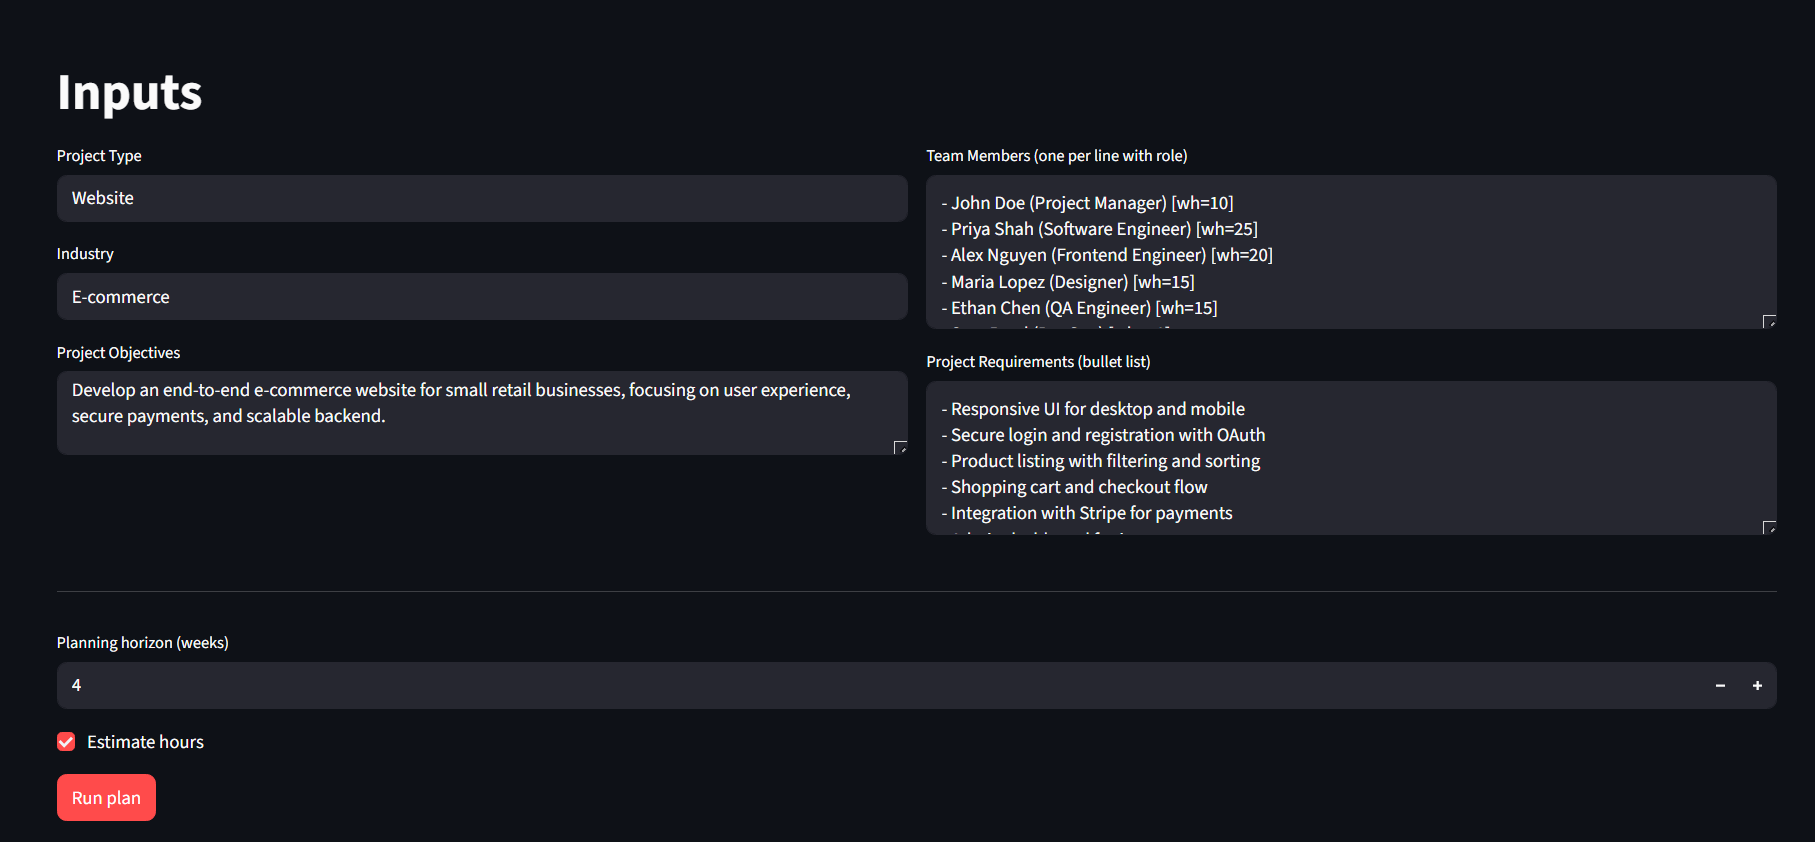 Inputs
Project Type
Website
Industry
E-commerce
Project Objectives
Develop an end-to-end e-commerce website for small retail businesses, focusing on user experience,
secure payments, and scalable backend.
Team Members (one per line with role)
- John Doe (Project Manager) [wh=10]
- Priya Shah (Software Engineer) [wh=25]
- Alex Nguyen (Frontend Engineer) [wh=20]
- Maria Lopez (Designer) [wh=15]
- Ethan Chen (QA Engineer) [wh=15]
Project Requirements (bullet list)
- Responsive UI for desktop and mobile
- Secure login and registration with OAuth
- Product listing with filtering and sorting
- Shopping cart and checkout flow
- Integration with Stripe for payments
Planning horizon (weeks)
4
Estimate hours
Run plan